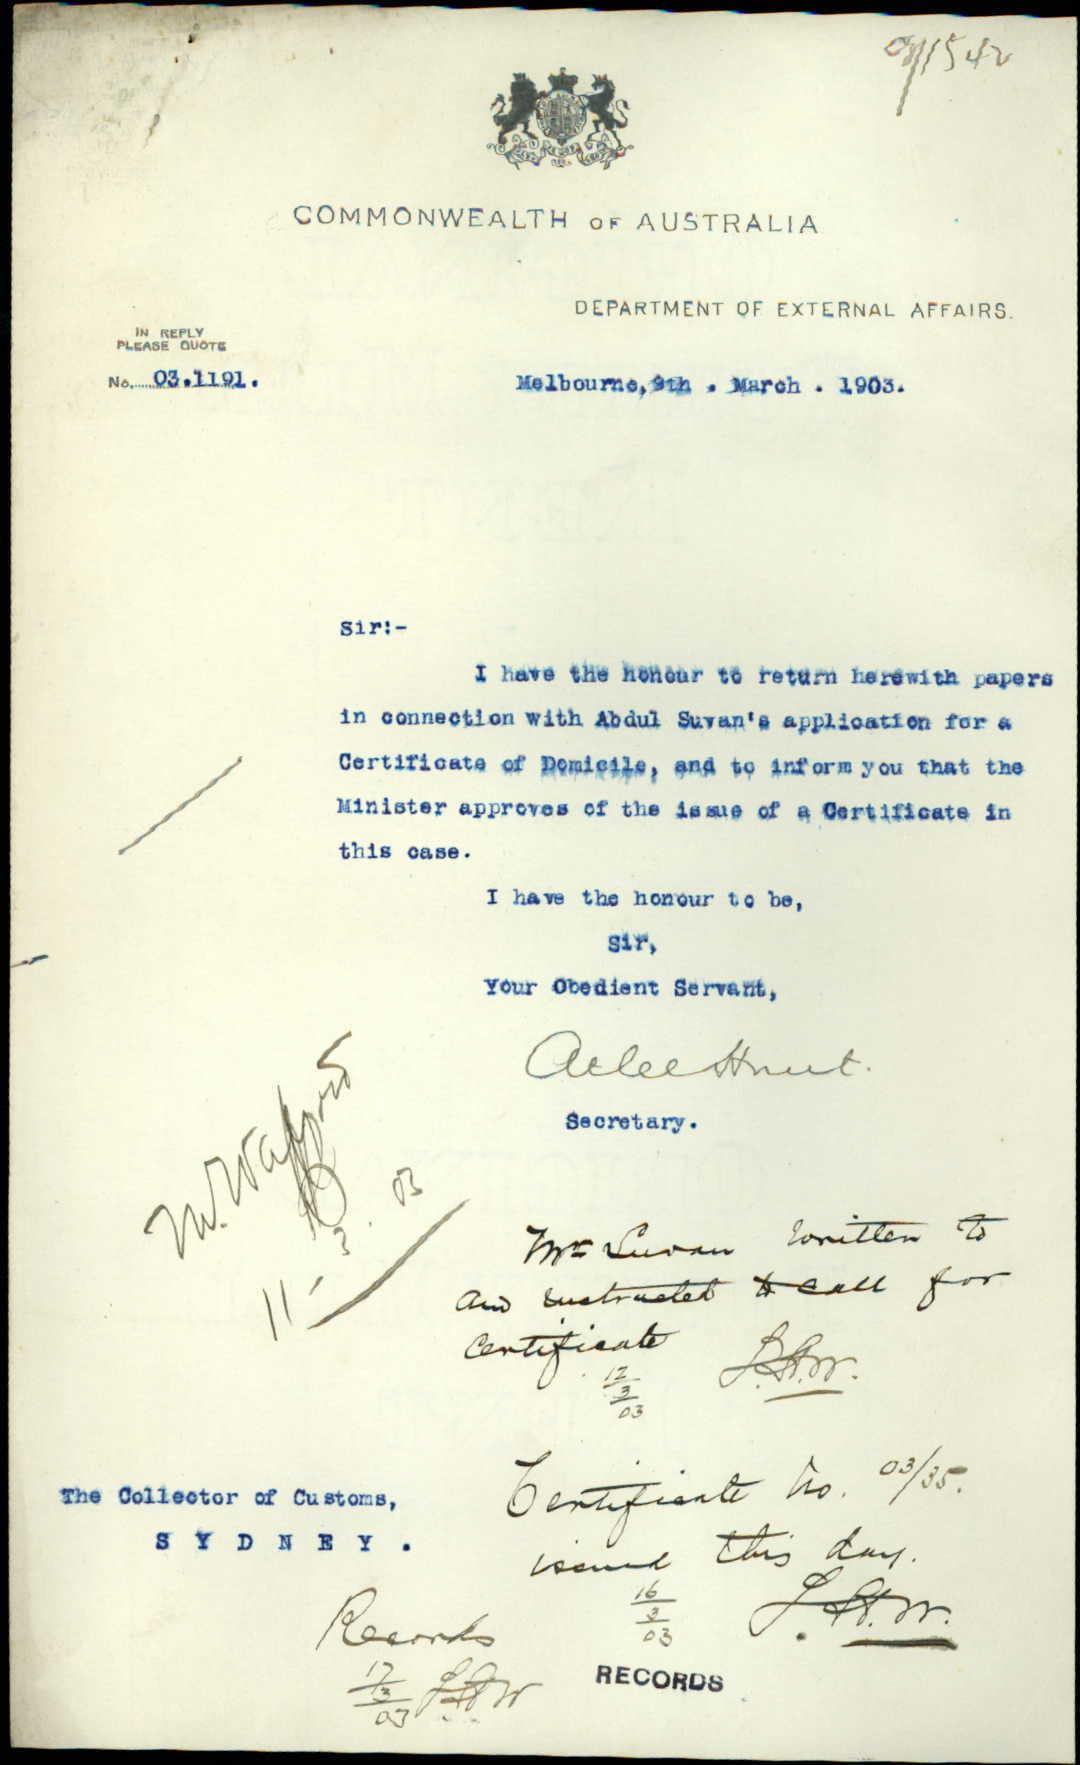 1542
COMMONWEALTH OF AUSTRALIA
DEPARTMENT OF EXTERNAL AFFAIRS.
IN REPLY
PLEASE QUOTE
No. 03.1191.
Melbourne, 9th . March . 1903.
Sir:-
I have the honour to return herewith papers
in connection with Abdul Suvan's application for a
Certificate of Domicile, and to inform you that the
Minister approves of the issue of a Certificate in
this case.
I have the honour to be,
Sir,
Your Obedient Servant,
Atlee Hunt.
Secretary.
11-3.03
Mr Suvan written to
and instructed to call for
Certificate
12
3
03
The Collector of Customs,
SYDNEY.
Certificate No. 03/35.
issued this day.
16
3
03
Records
17
3
03
RECORDS